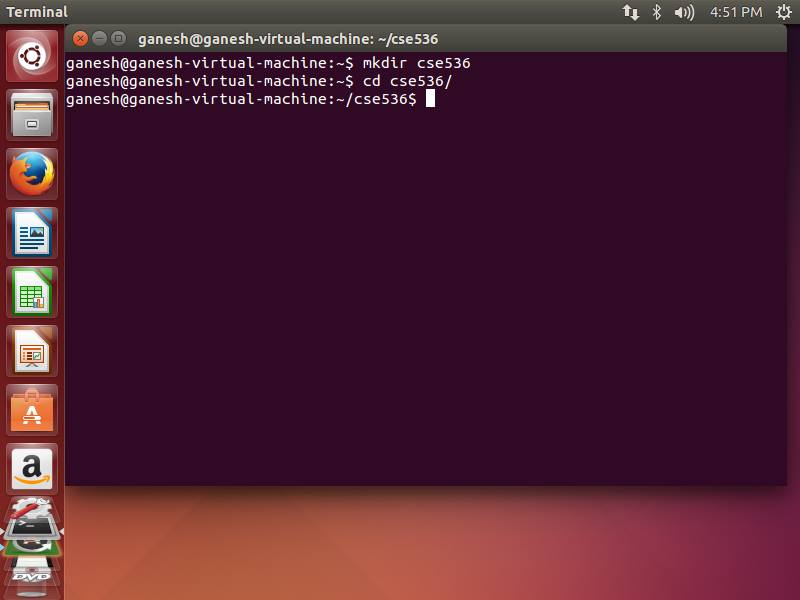 Terminal
4:51 PM
ganesh@ganesh-virtual-machine: ~/cse536
ganesh@ganesh-virtual-machine:~$ mkdir cse536
ganesh@ganesh-virtual-machine:~$ cd cse536/
ganesh@ganesh-virtual-machine:~/cse536$
A
a
>_
DVD